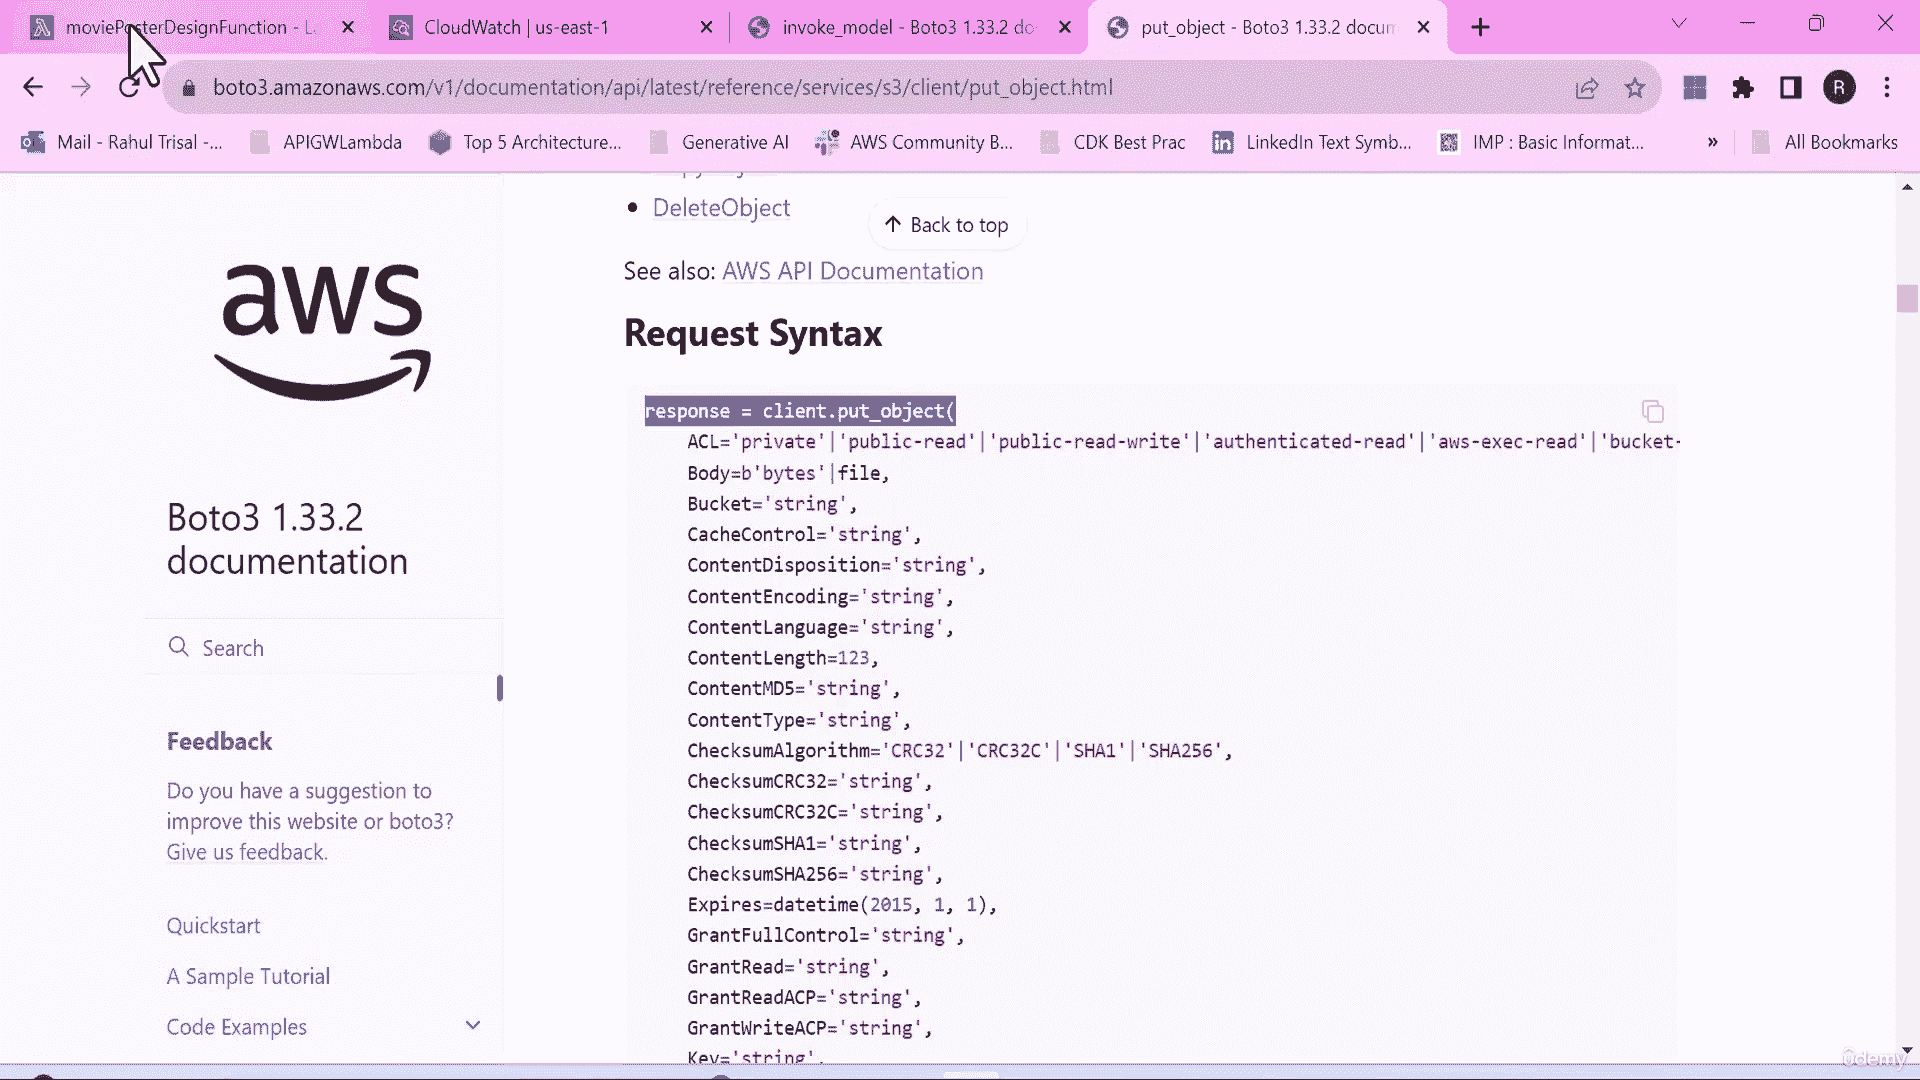 moviePosterDesignFunction - L
CloudWatch | us-east-1
invoke_model - Boto3 1.33.2 do
put_object - Boto3 1.33.2 docum
boto3.amazonaws.com/v1/documentation/api/latest/reference/services/s3/client/put_object.html
R
Mail - Rahul Trisal -...
APIGWLambda
Top 5 Architecture...
Generative AI
AWS Community B...
CDK Best Prac
LinkedIn Text Symb...
IMP : Basic Informat...
»
All Bookmarks
aws
Boto3 1.33.2
documentation
Search
Feedback
Do you have a suggestion to
improve this website or boto3?
Give us feedback.
Quickstart
A Sample Tutorial
Code Examples
• DeleteObject
↑ Back to top
See also: AWS API Documentation
Request Syntax
response = client.put_object(
ACL='private'|'public-read'|'public-read-write'|'authenticated-read'|'aws-exec-read'|'bucket-
Body=b'bytes'|file,
Bucket='string',
CacheControl='string',
ContentDisposition='string',
ContentEncoding='string',
ContentLanguage='string',
ContentLength=123,
ContentMD5='string',
ContentType='string',
ChecksumAlgorithm='CRC32'|'CRC32C'|'SHA1'|'SHA256',
ChecksumCRC32='string',
ChecksumCRC32C='string',
ChecksumSHA1='string',
ChecksumSHA256='string',
Expires=datetime(2015, 1, 1),
GrantFullControl='string',
GrantRead='string',
GrantReadACP='string',
GrantWriteACP='string',
Key='string',
ûdemy